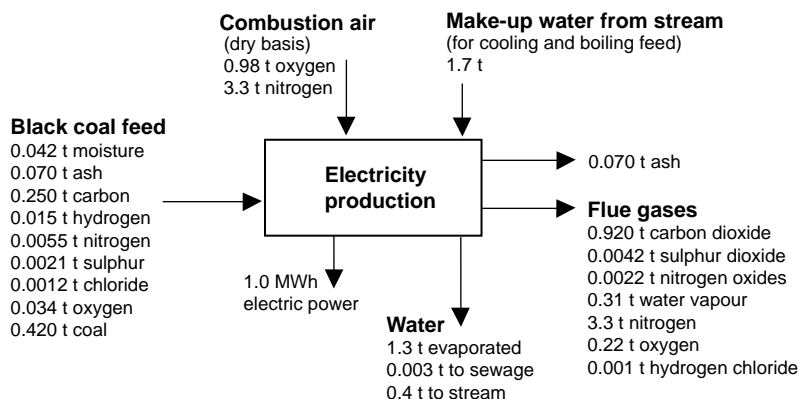 Combustion air
(dry basis)
0.98 t oxygen
3.3 t nitrogen
Make-up water from stream
(for cooling and boiling feed)
1.7 t
Black coal feed
0.042 t moisture
0.070 t ash
0.250 t carbon
0.015 t hydrogen
0.0055 t nitrogen
0.0021 t sulphur
0.0012 t chloride
0.034 t oxygen
0.420 t coal
Electricity
production
0.070 t ash
Flue gases
0.920 t carbon dioxide
0.0042 t sulphur dioxide
0.0022 t nitrogen oxides
0.31 t water vapour
3.3 t nitrogen
0.22 t oxygen
0.001 t hydrogen chloride
1.0 MWh
electric power
Water
1.3 t evaporated
0.003 t to sewage
0.4 t to stream